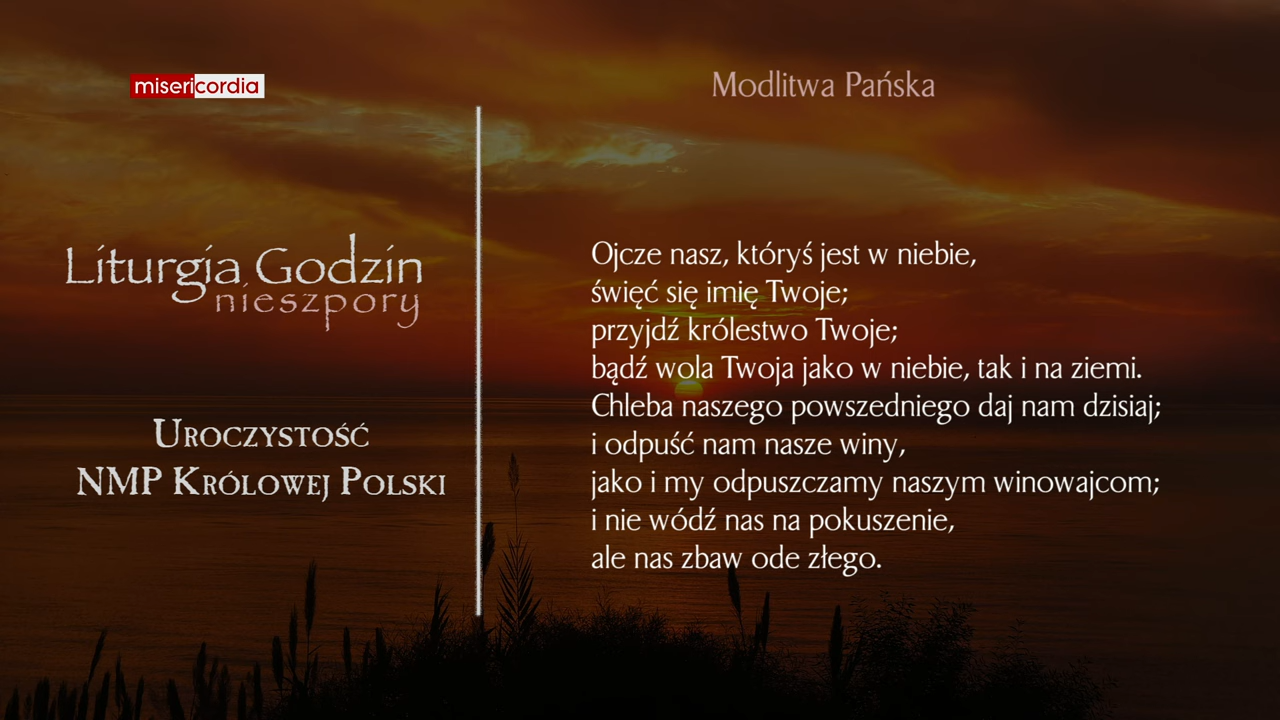 misericordia
Liturgia Godzin
nieszpory
Uroczystość
NMP Królowej Polski
Modlitwa Pańska
Ojcze nasz, któryś jest w niebie,
święć się imię Twoje;
przyjdź królestwo Twoje;
bądź wola Twoja jako w niebie, tak i na ziemi.
Chleba naszego powszedniego daj nam dzisiaj;
i odpuść nam nasze winy,
jako i my odpuszczamy naszym winowajcom;
i nie wódź nas na pokuszenie,
ale nas zbaw ode złego.